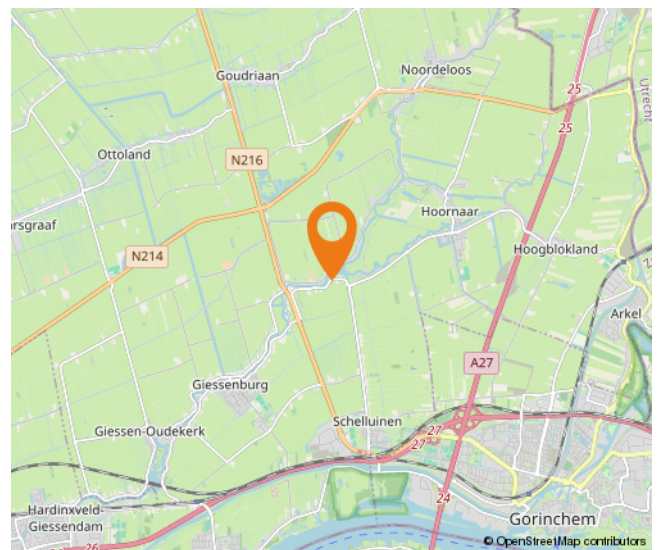 Noordeloos
Goudriaan
25
Utrecht
25
Ottoland
N216
Hoornaar
arsgraaf
Hoogblokland
N214
Arkel
A27
Giessenburg
Schelluinen
Giessen-Oudekerk
27
27
24
Hardinxveld-
Giessendam
Gorinchem
26
© OpenStreetMap contributors